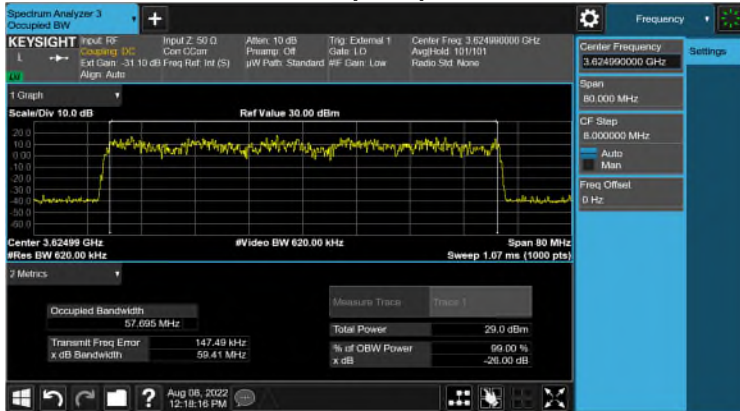 Spectrum Analyzer 3
Occupied BW
Frequency
KEYSIGHT
Input: RF
Input Z: 50 Ω
Atten: 10 dB
Trig: External 1
Center Freq: 3.624990000 GHz
L
Coupling: DC
Corr CCorr
Preamp: Off
Gate: LO
Avg|Hold: 101/101
Ext Gain: -31.10 dB
Freq Ref: Int (S)
µW Path: Standard
#IF Gain: Low
Radio Std: None
Align: Auto
Center Frequency
3.624990000 GHz
Settings
Span
80.000 MHz
CF Step
8.000000 MHz
Auto
Man
Freq Offset
0 Hz
1 Graph
Scale/Div 10.0 dB
Ref Value 30.00 dBm
20.0
10.0
0.00
-10.0
-20.0
-30.0
-40.0
-50.0
-60.0
Center 3.62499 GHz
#Video BW 620.00 kHz
Span 80 MHz
#Res BW 620.00 kHz
Sweep 1.07 ms (1000 pts)
2 Metrics
Occupied Bandwidth
57.695 MHz
Transmit Freq Error
147.49 kHz
x dB Bandwidth
59.41 MHz
Measure Trace
Trace 1
Total Power
29.0 dBm
% of OBW Power
99.00 %
x dB
-26.00 dB
?
Aug 08, 2022
12:18:16 PM